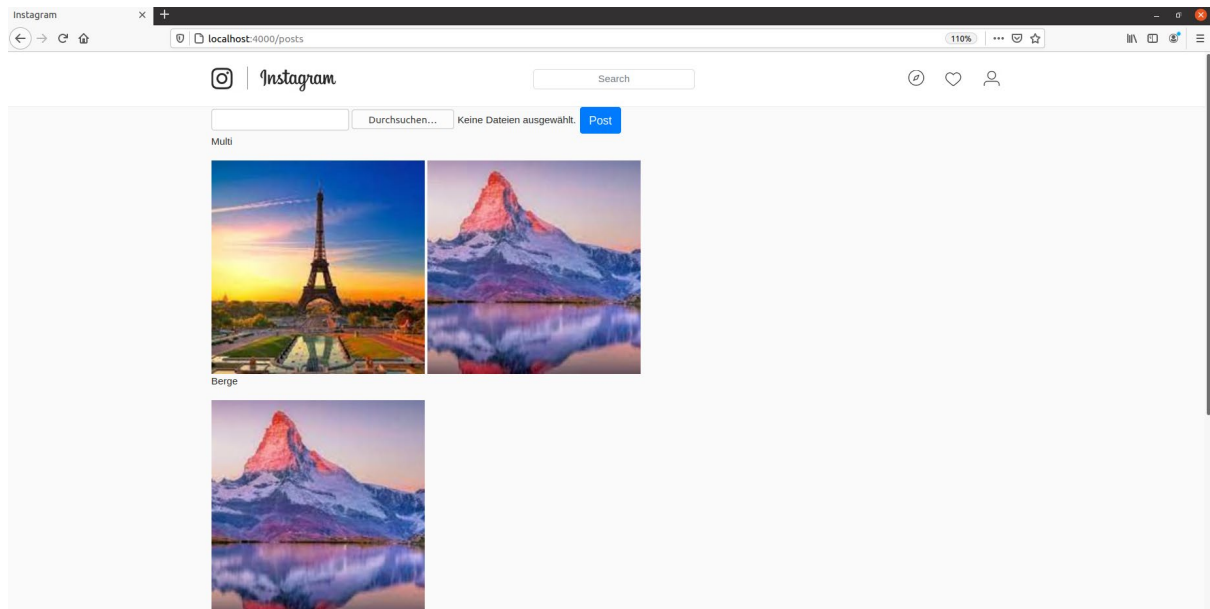 Instagram
localhost:4000/posts
110%
Instagram
Search
Durchsuchen... Keine Dateien ausgewählt. Post
Multi
Berge